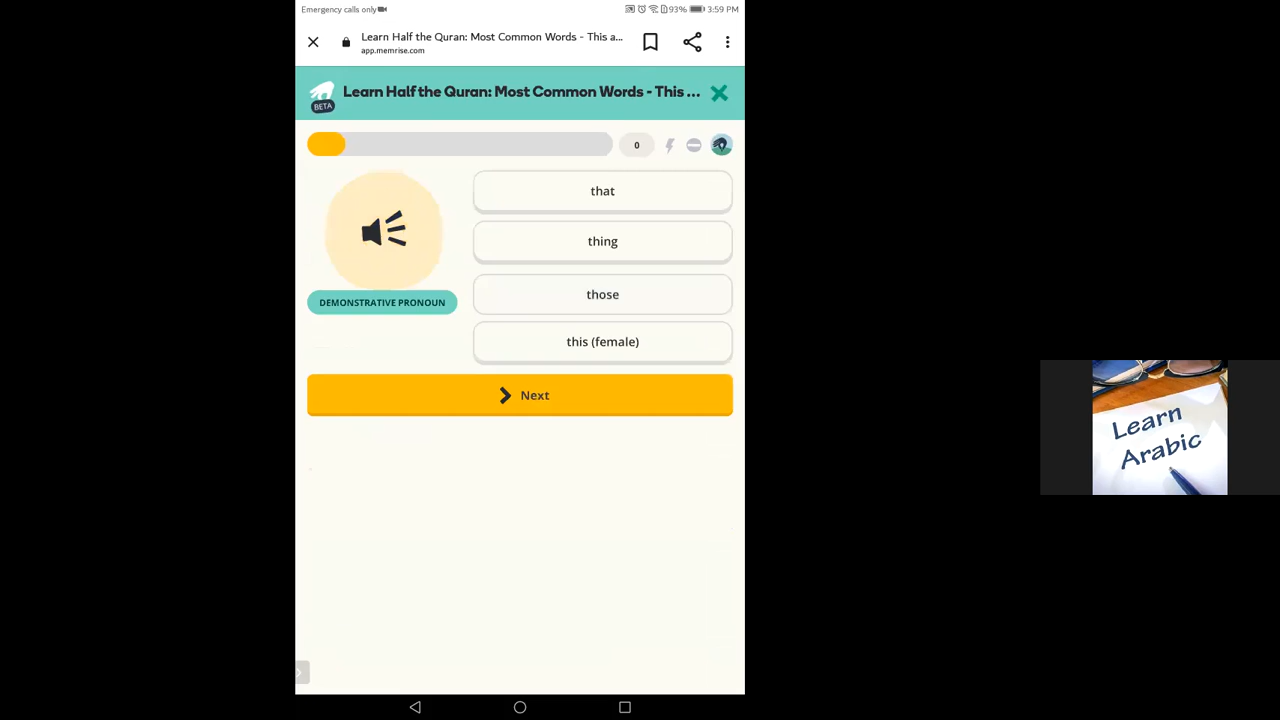 Emergency calls only
93% 3:59 PM
Learn Half the Quran: Most Common Words - This a...
app.memrise.com
BETA
Learn Half the Quran: Most Common Words - This ...
0
that
thing
DEMONSTRATIVE PRONOUN
those
this (female)
Next
Learn
Arabic